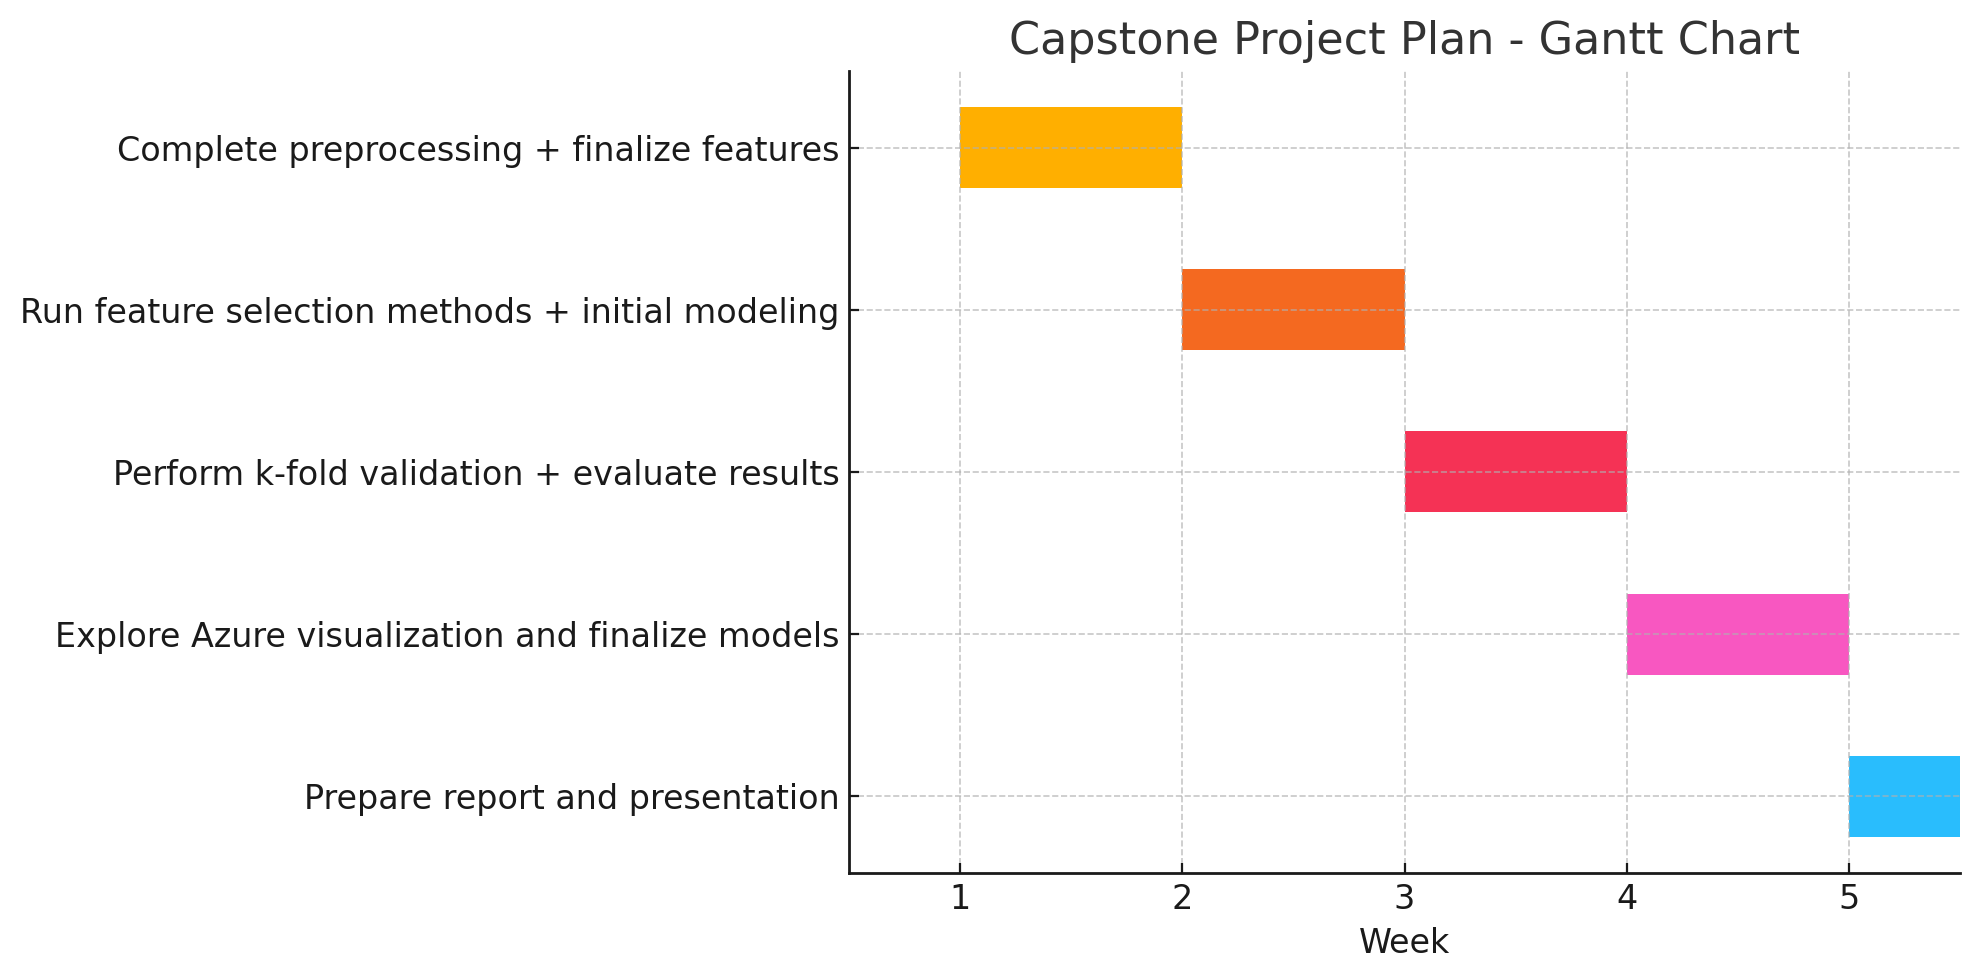 Capstone Project Plan - Gantt Chart
Complete preprocessing + finalize features
Run feature selection methods + initial modeling
Perform k-fold validation + evaluate results
Explore Azure visualization and finalize models
Prepare report and presentation
1 2 3 4 5
Week